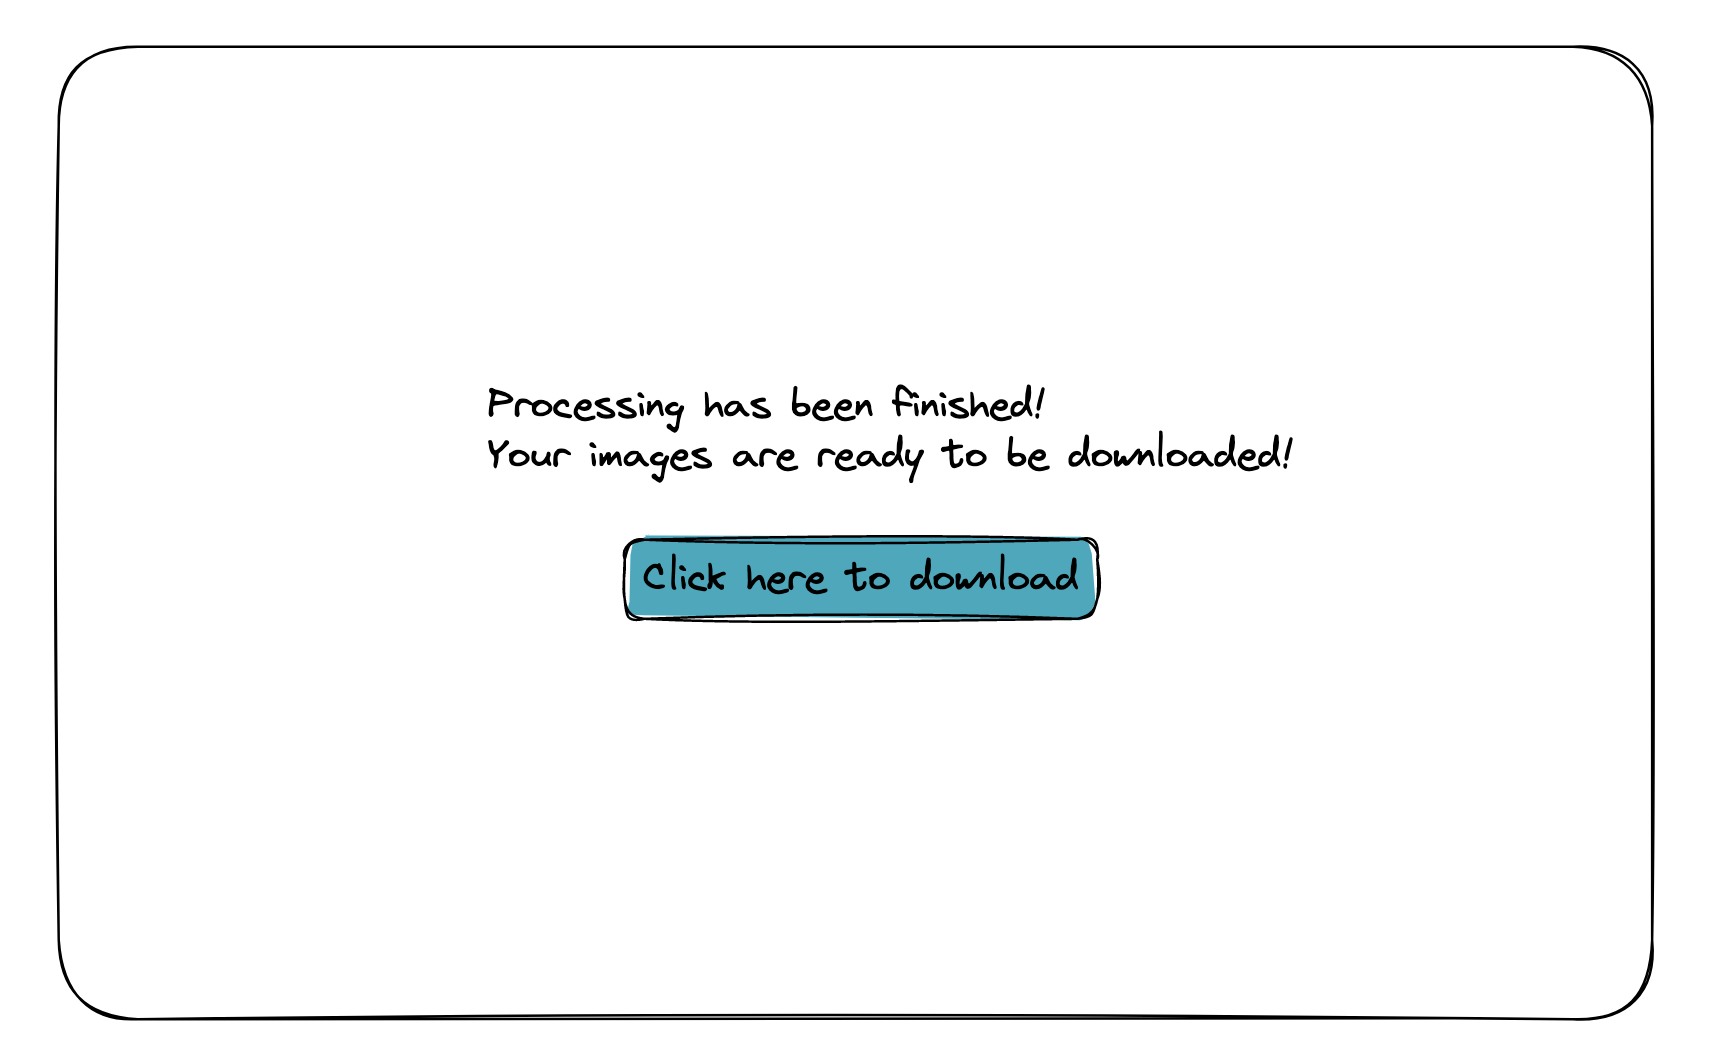 Processing has been finished!
Your images are ready to be downloaded!
Click here to download